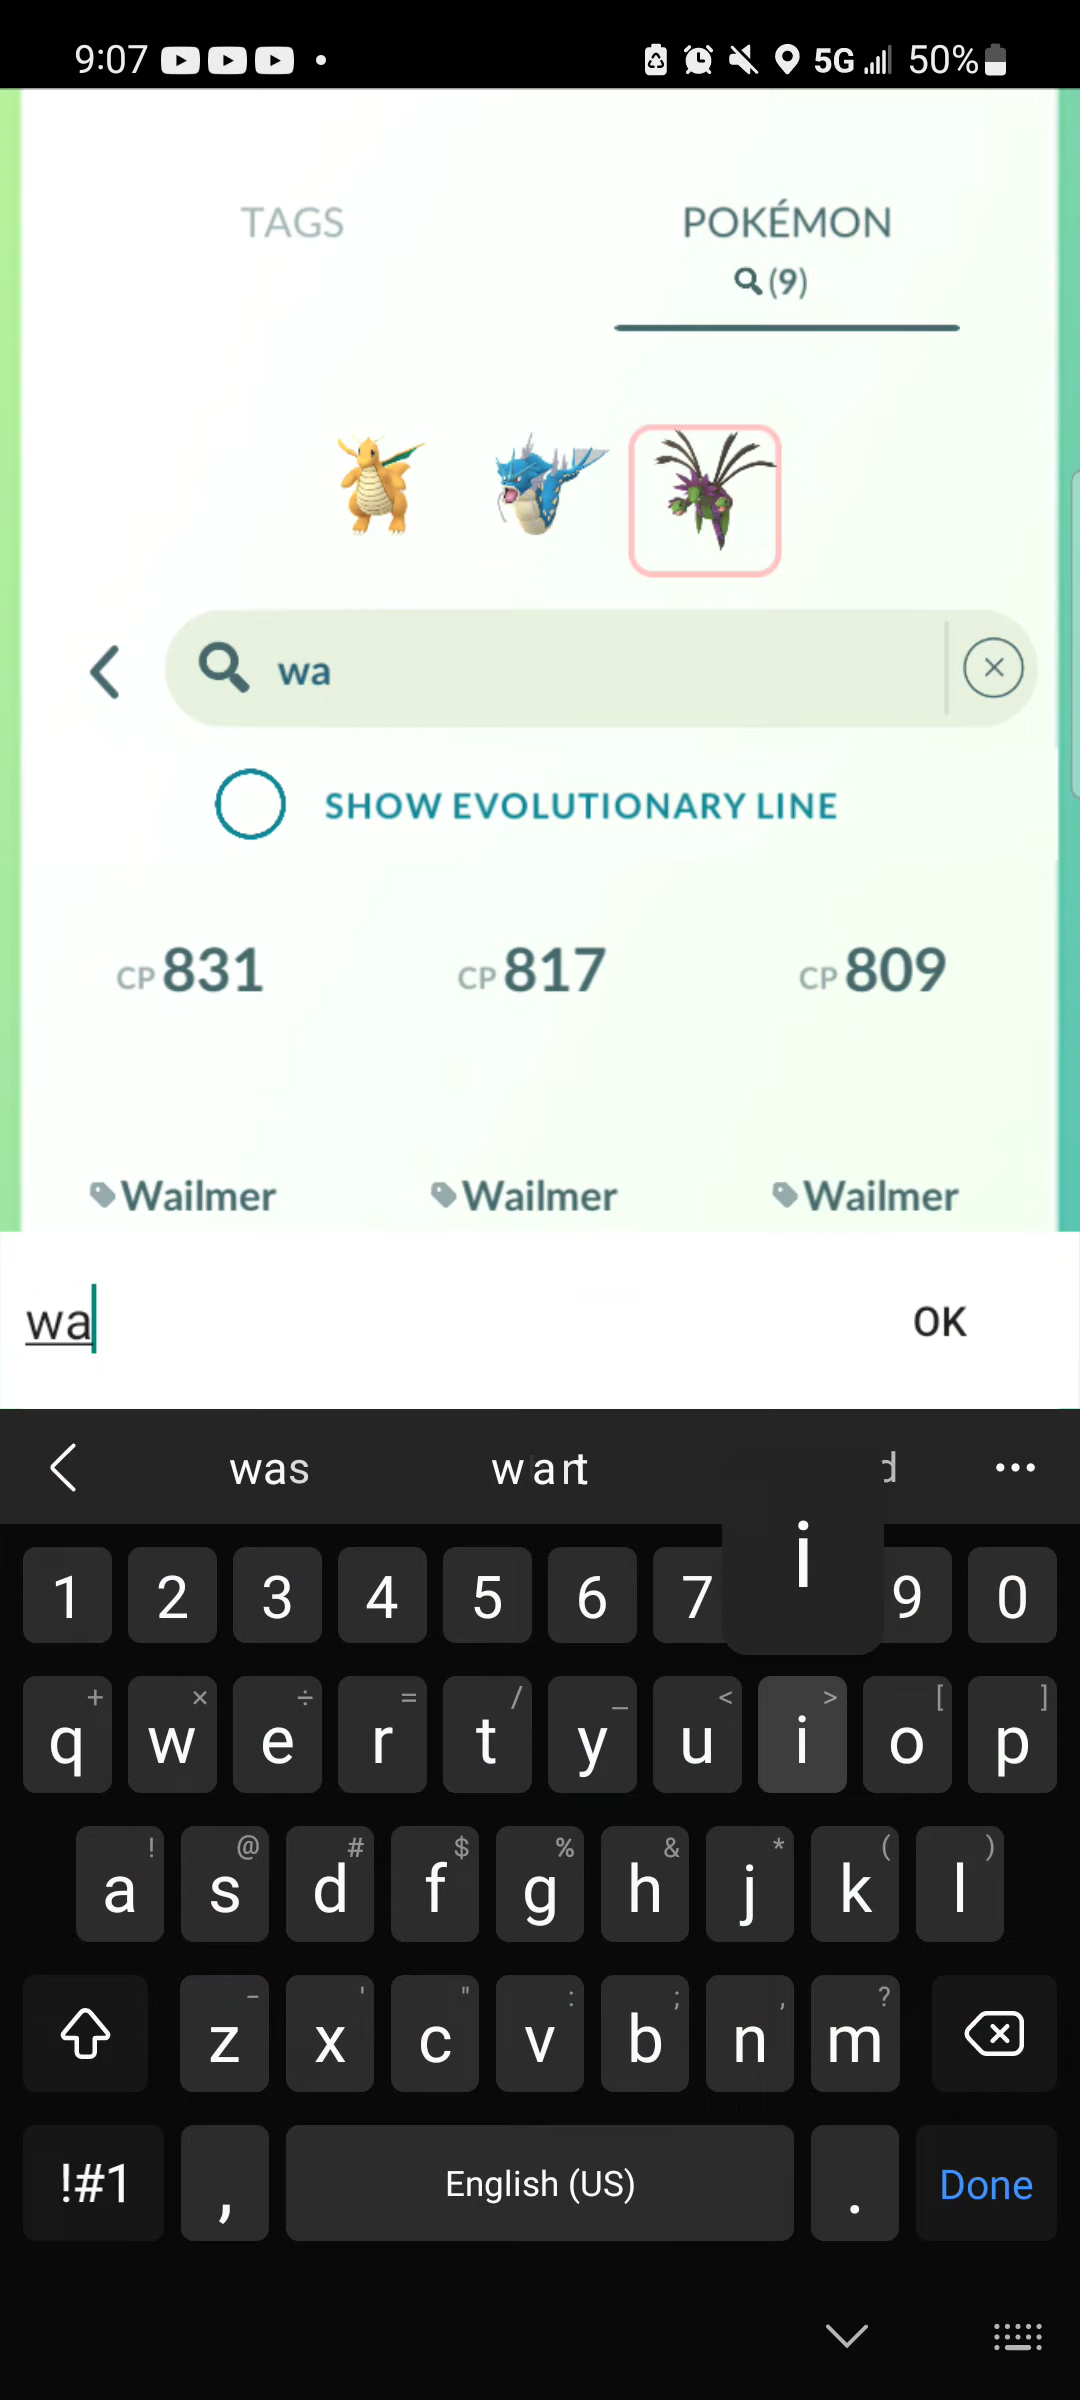 9:07 5G 50%
TAGS POKÉMON
(9)
wa
SHOW EVOLUTIONARY LINE
CP 831 CP 817 CP 809
Wailmer Wailmer Wailmer
wa OK
was
i
1 2 3 4 5 6 7 9 0
+ × ÷ = / _ < > [ ]
q w e r t y u i o p
! @ # $ % & * ( )
a s d f g h j k l
- ' " : ; , ?
z x c v b n m
!#1 , English (US) . Done